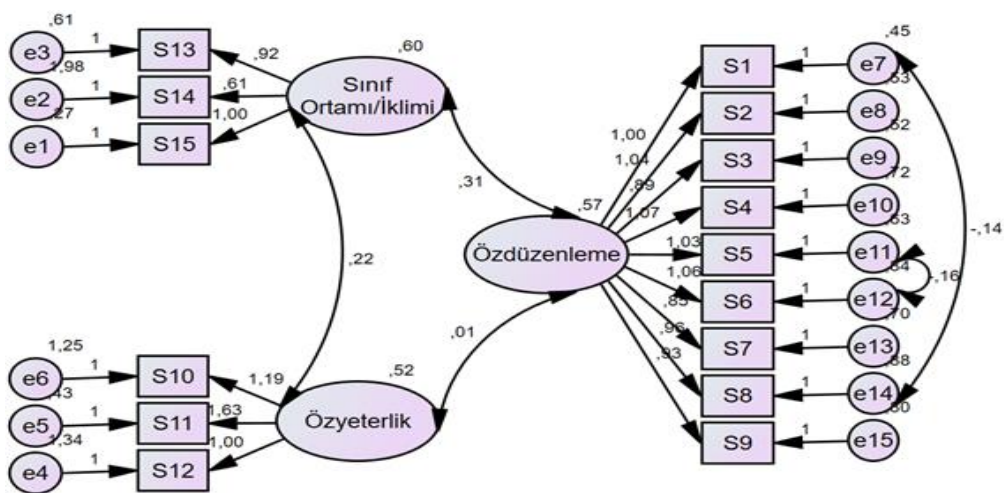 ,61
e3 1 S13
,92
,60
1,98
e2 1 S14
,61
Sınıf
Ortamı/İklimi
,27
e1 1 S15
1,00
,31
,22
,57
Özdüzenleme
,01
1,25
e6 1 S10
1,19
,52
,43
e5 1 S11
1,63
Özyeterlik
1,34
e4 1 S12
1,00
,45
S1 1 e7
1,00
,53
S2 1 e8
1,04
,52
S3 1 e9
,89
,72
S4 1 e10
1,07
,63
S5 1 e11
1,03
,84
S6 1 e12
1,06
,70
S7 1 e13
,85
S8 1 e14
,96
S9 1 e15
,93
-,14
-,16